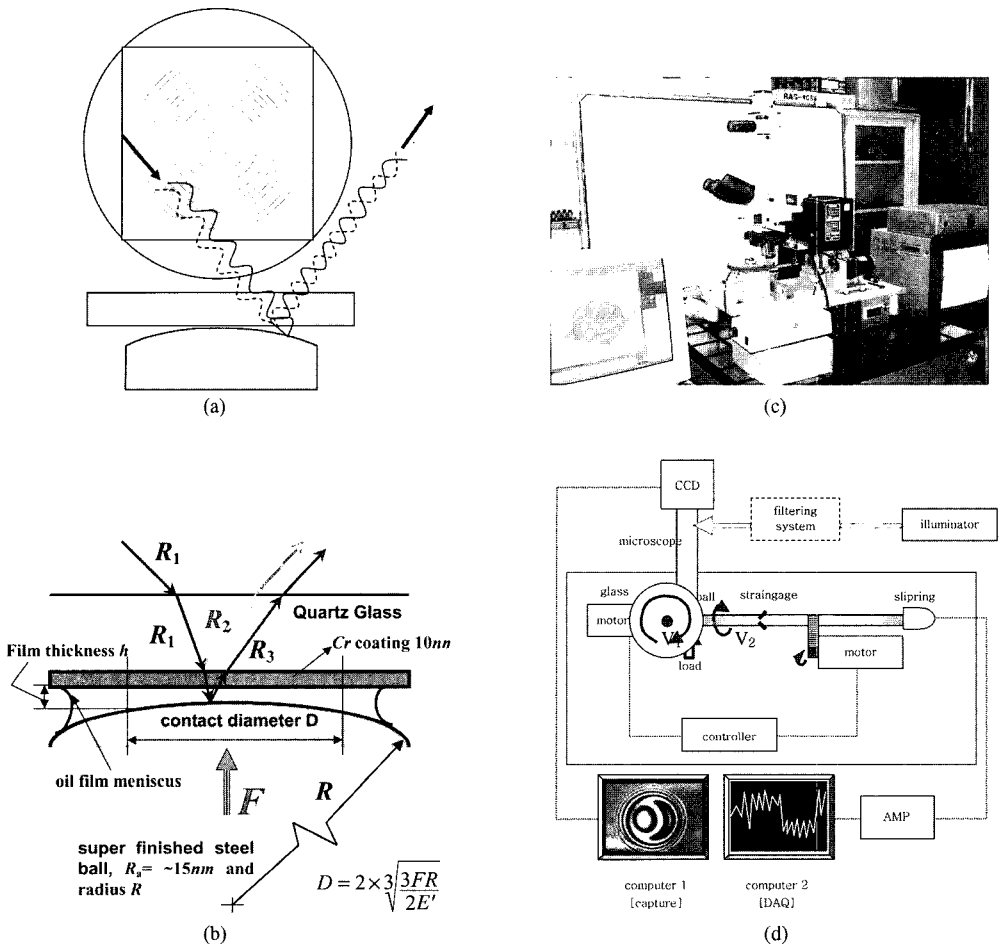 (a)
RAG-4034
(c)
R₁
R₁
R₂
R₃
Quartz Glass
Cr coating 10nn
Film thickness h
contact diameter D
oil film meniscus
F
R
super finished steel
ball, Rₐ= ~15nm and
radius R
D = 2 × ∛(3FR/2E′)
(b)
CCD
filtering
system
illuminator
microscope
glass
ball
straingage
slipring
motor
V₁
V₂
load
motor
controller
AMP
computer 1
[capture]
computer 2
[DAQ]
(d)